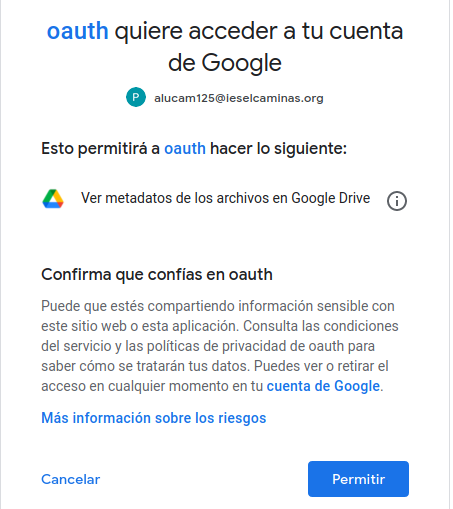 oauth quiere acceder a tu cuenta
de Google
P alucam125@ieselcaminas.org
Esto permitirá a oauth hacer lo siguiente:
Ver metadatos de los archivos en Google Drive
Confirma que confías en oauth
Puede que estés compartiendo información sensible con
este sitio web o esta aplicación. Consulta las condiciones
del servicio y las políticas de privacidad de oauth para
saber cómo se tratarán tus datos. Puedes ver o retirar el
acceso en cualquier momento en tu cuenta de Google.
Más información sobre los riesgos
Cancelar
Permitir